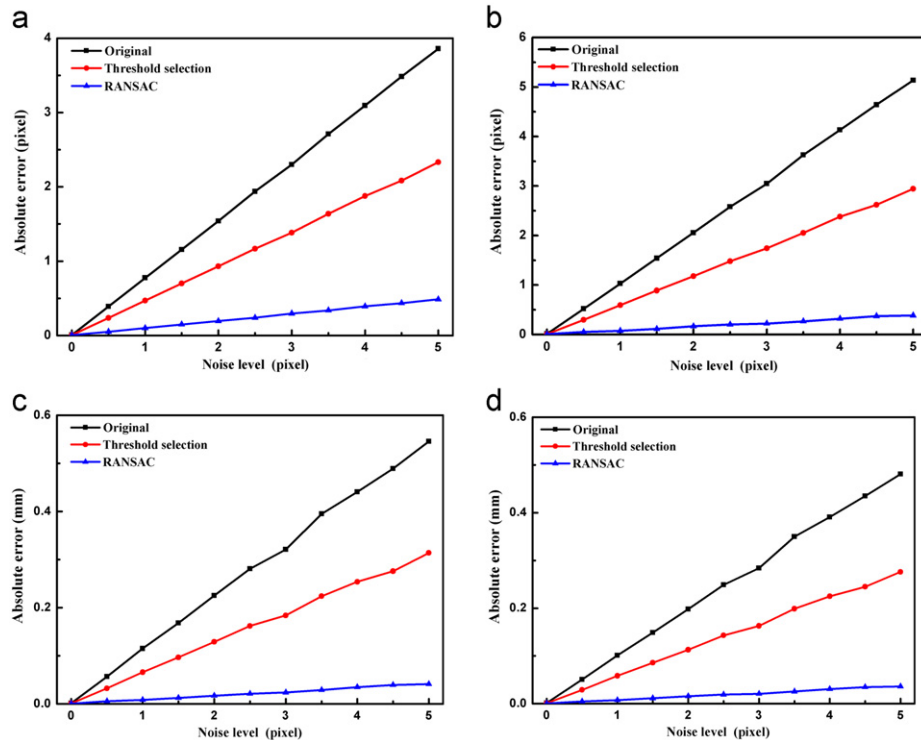 a
4
3
2
1
0
Original
Threshold selection
RANSAC
Absolute error (pixel)
0 1 2 3 4 5
Noise level (pixel)
b
6
5
4
3
2
1
0
Original
Threshold selection
RANSAC
Absolute error (pixel)
0 1 2 3 4 5
Noise level (pixel)
c
0.6
0.4
0.2
0.0
Original
Threshold selection
RANSAC
Absolute error (mm)
0 1 2 3 4 5
Noise level (pixel)
d
0.6
0.4
0.2
0.0
Original
Threshold selection
RANSAC
Absolute error (mm)
0 1 2 3 4 5
Noise level (pixel)